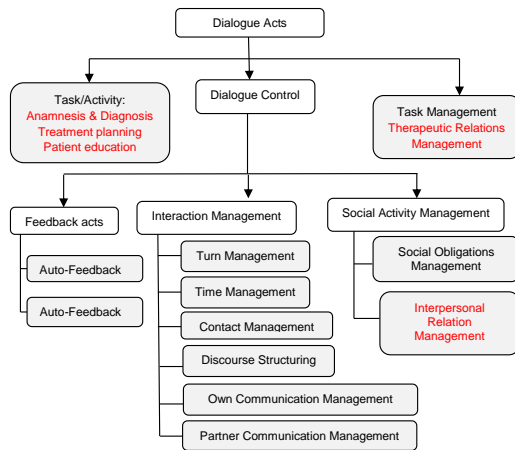 Dialogue Acts
Task/Activity:
Anamnesis & Diagnosis
Treatment planning
Patient education
Dialogue Control
Task Management
Therapeutic Relations
Management
Feedback acts
Auto-Feedback
Auto-Feedback
Interaction Management
Turn Management
Time Management
Contact Management
Discourse Structuring
Own Communication Management
Partner Communication Management
Social Activity Management
Social Obligations
Management
Interpersonal
Relation
Management